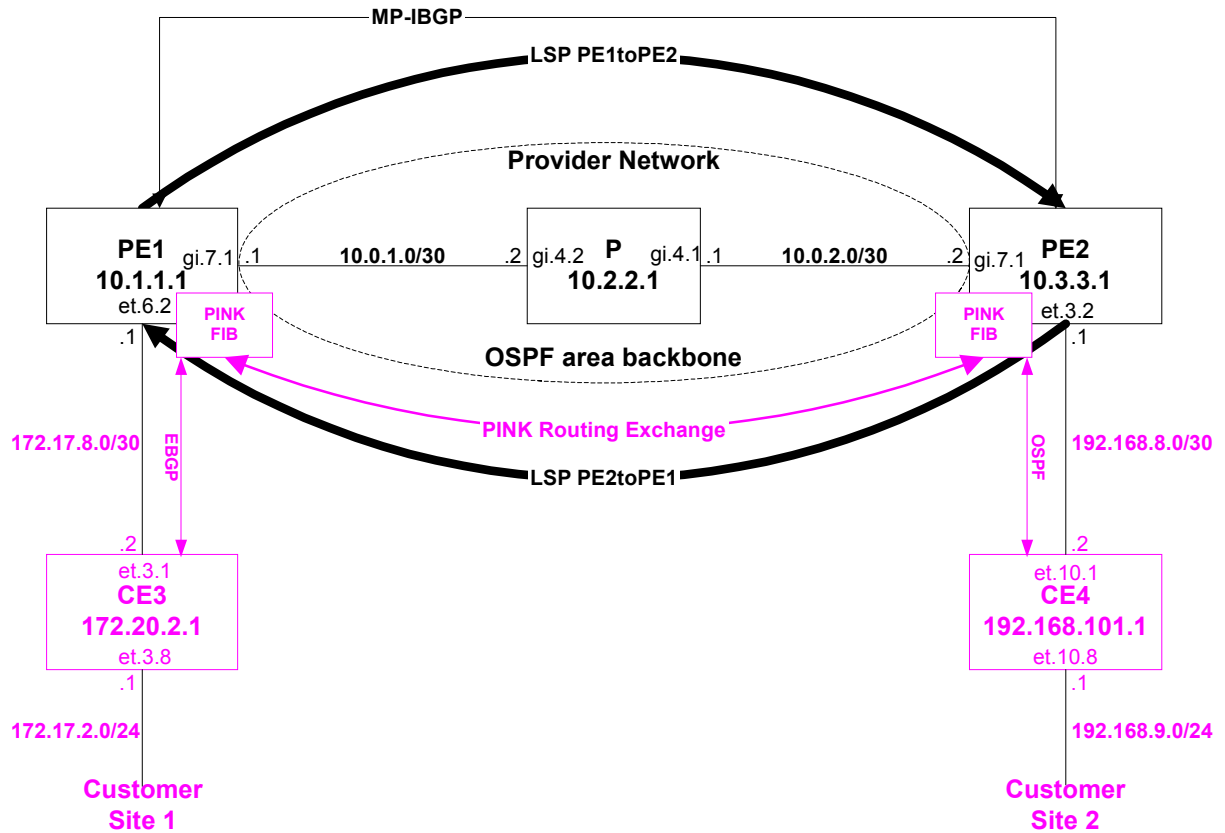 MP-IBGP
LSP PE1toPE2
Provider Network
PE1
10.1.1.1
gi.7.1
et.6.2
.1
10.0.1.0/30
.2
gi.4.2
P
10.2.2.1
gi.4.1
.1
10.0.2.0/30
.2
gi.7.1
PE2
10.3.3.1
et.3.2
PINK
FIB
PINK
FIB
.1
.1
OSPF area backbone
PINK Routing Exchange
LSP PE2toPE1
172.17.8.0/30
EBGP
OSPF
192.168.8.0/30
.2
et.3.1
CE3
172.20.2.1
et.3.8
.1
.2
et.10.1
CE4
192.168.101.1
et.10.8
.1
172.17.2.0/24
192.168.9.0/24
Customer
Site 1
Customer
Site 2